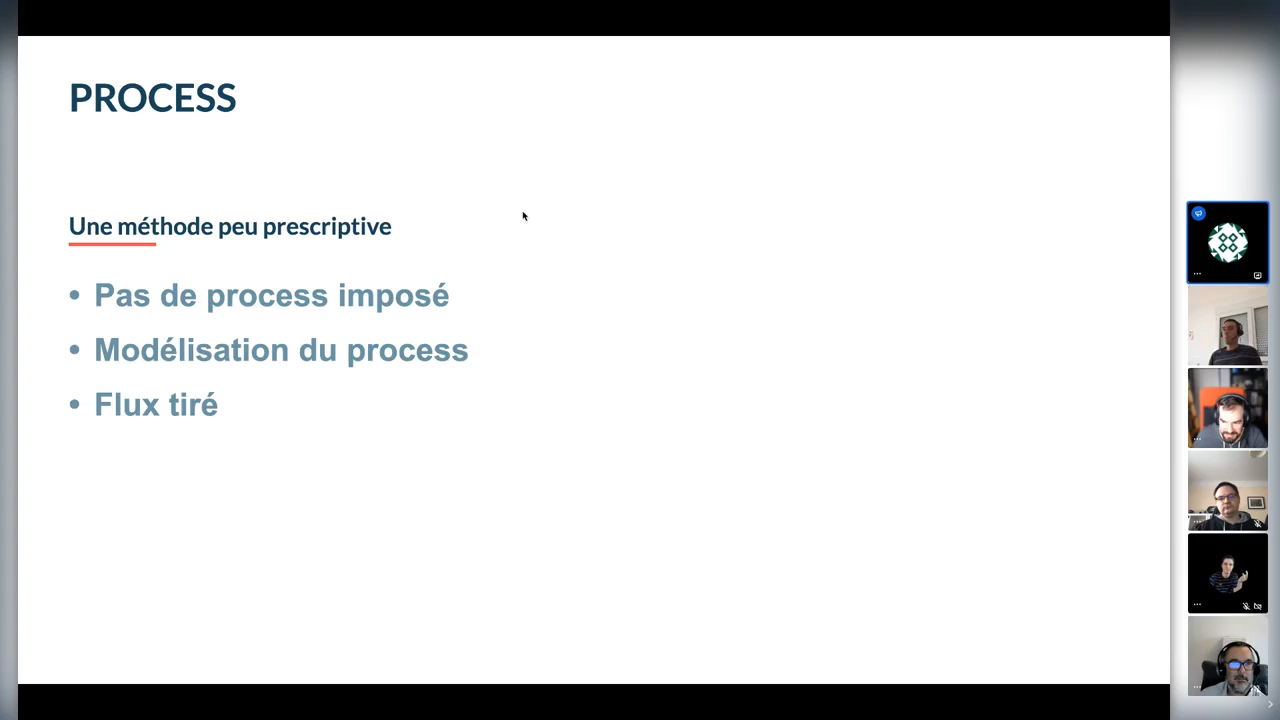 PROCESS
Une méthode peu prescriptive
• Pas de process imposé
• Modélisation du process
• Flux tiré